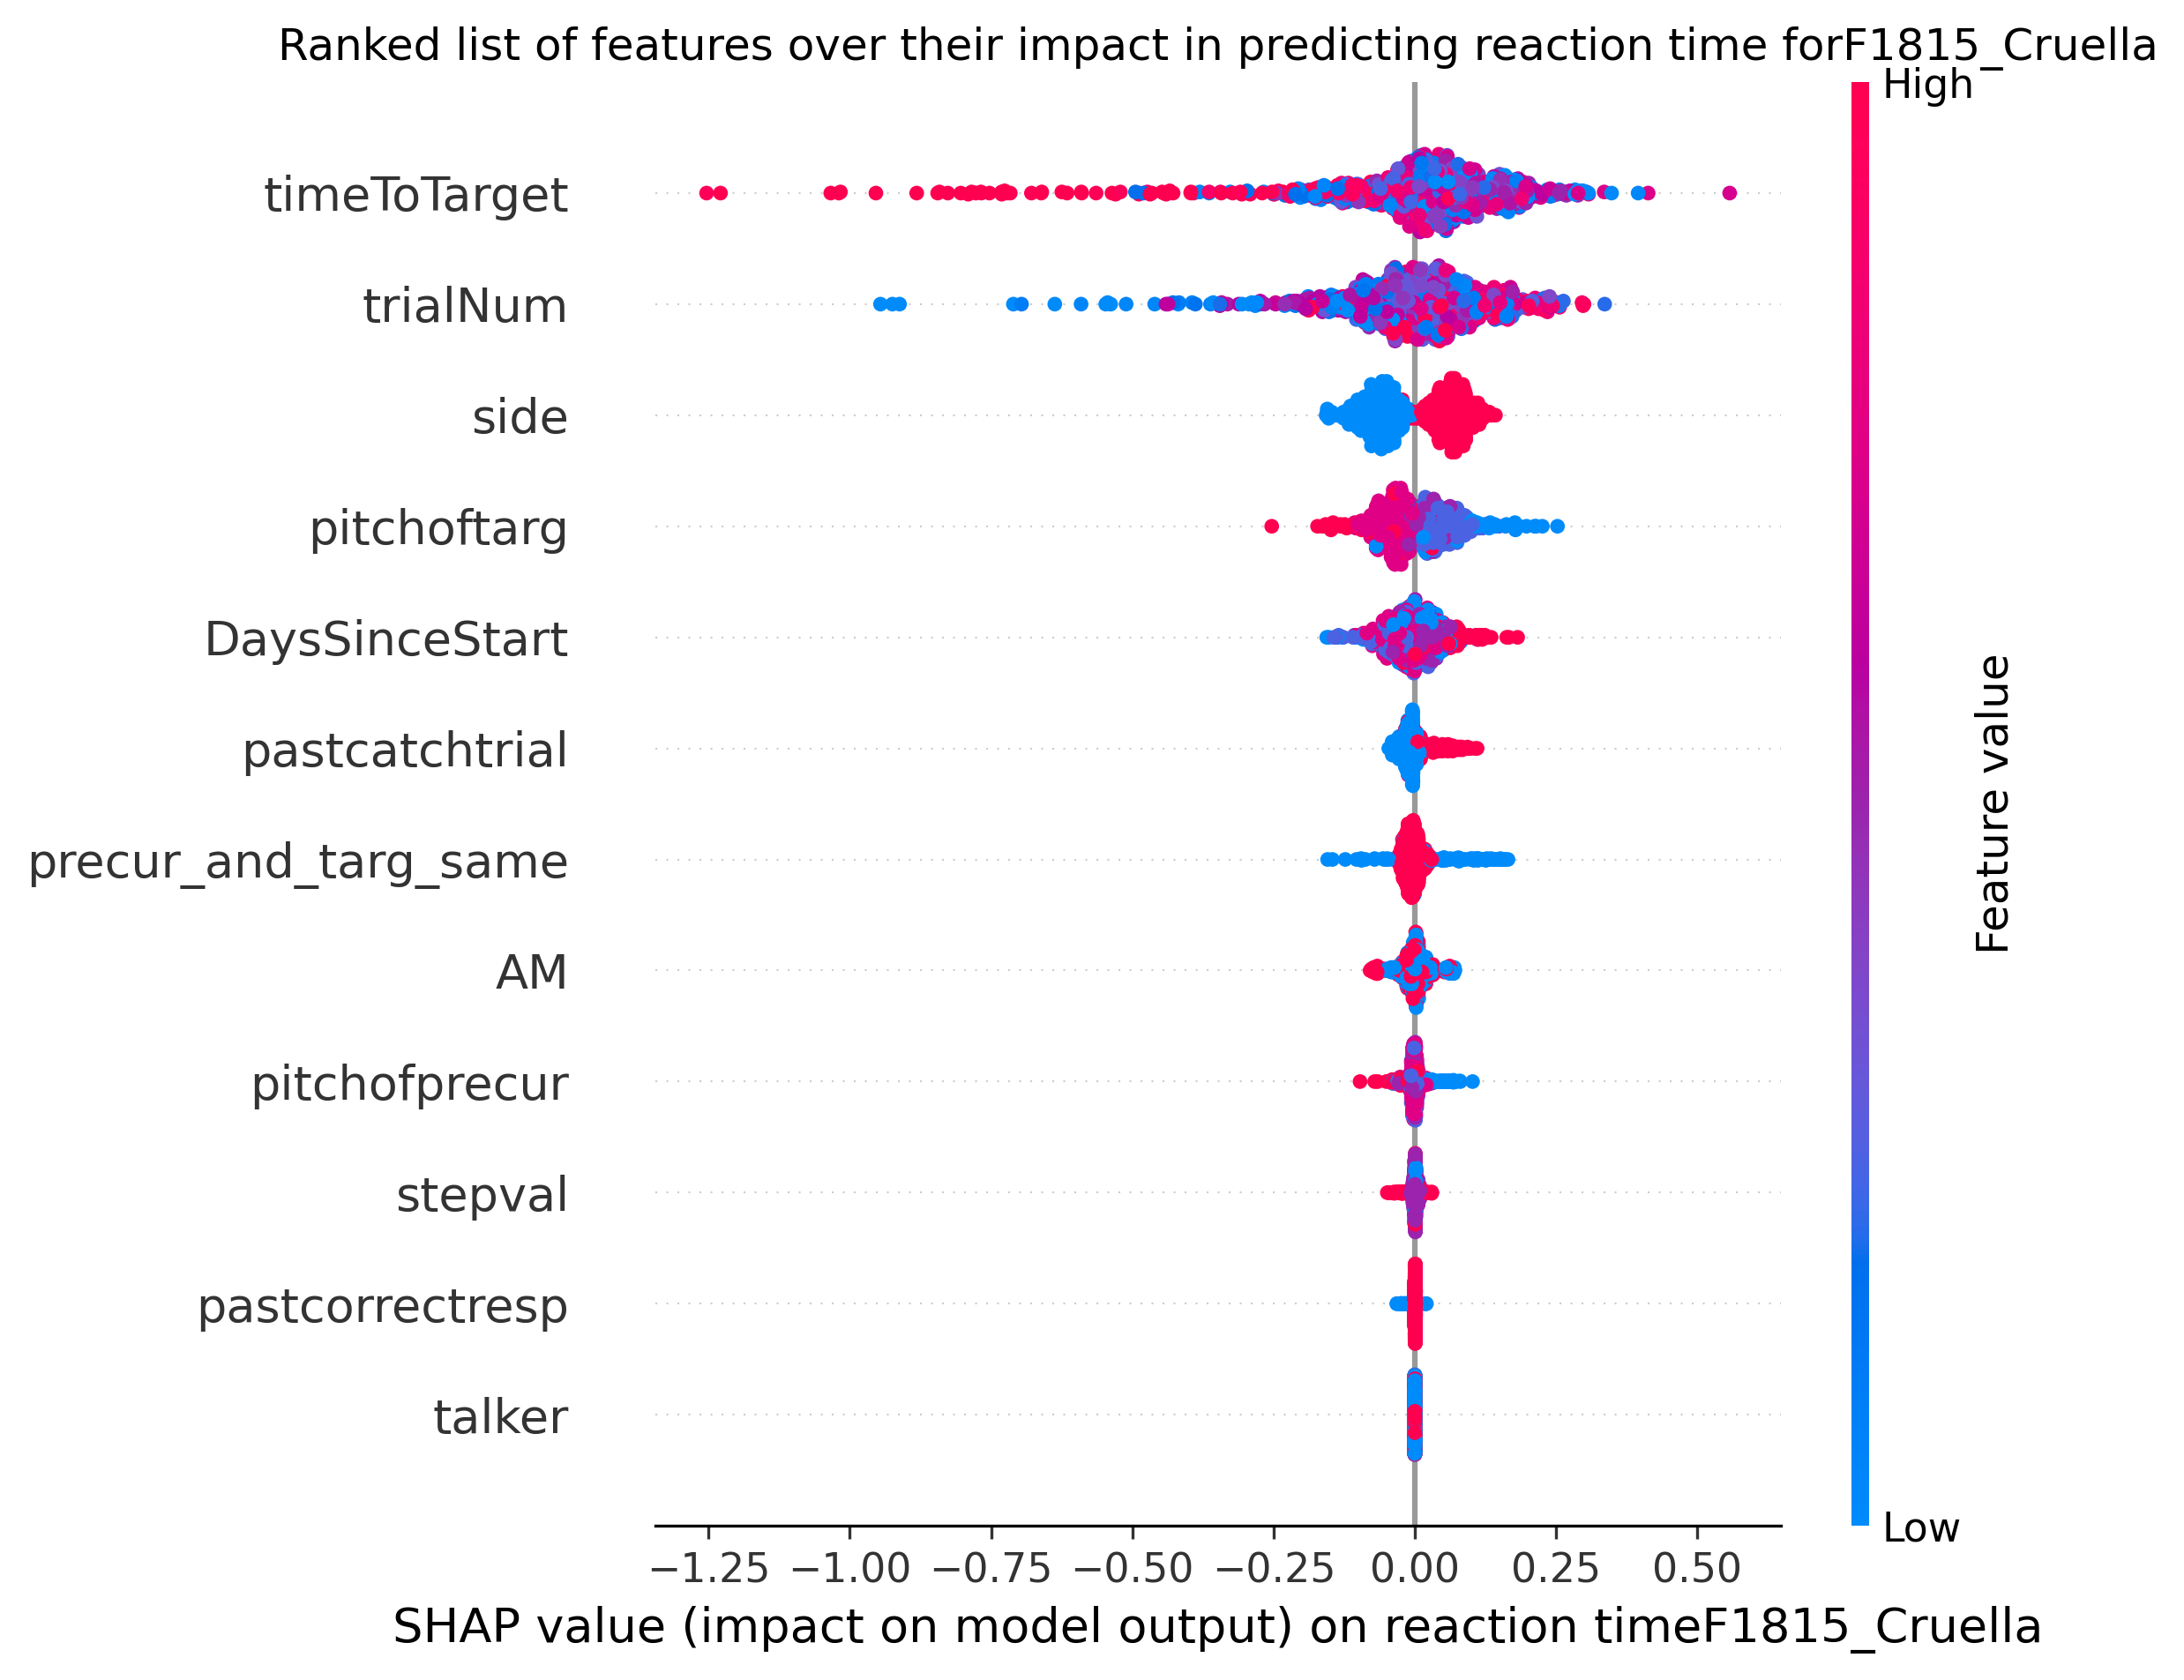 Ranked list of features over their impact in predicting reaction time forF1815_Cruella
High
timeToTarget
trialNum
side
pitchoftarg
DaysSinceStart
pastcatchtrial
precur_and_targ_same
AM
pitchofprecur
stepval
pastcorrectresp
talker
Feature value
Low
−1.25 −1.00 −0.75 −0.50 −0.25 0.00 0.25 0.50
SHAP value (impact on model output) on reaction timeF1815_Cruella